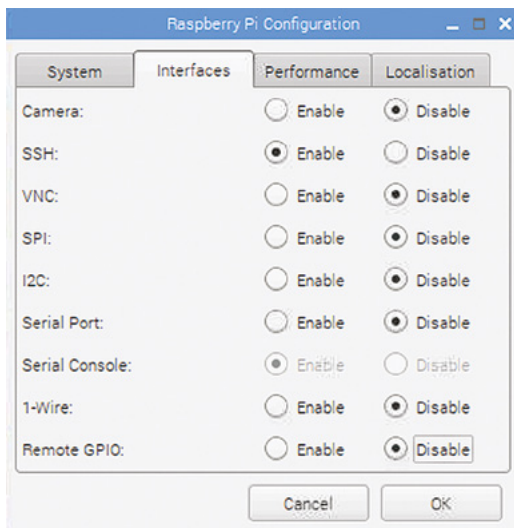 Raspberry Pi Configuration
System Interfaces Performance Localisation
Camera: Enable Disable
SSH: Enable Disable
VNC: Enable Disable
SPI: Enable Disable
I2C: Enable Disable
Serial Port: Enable Disable
Serial Console: Enable Disable
1-Wire: Enable Disable
Remote GPIO: Enable Disable
Cancel OK